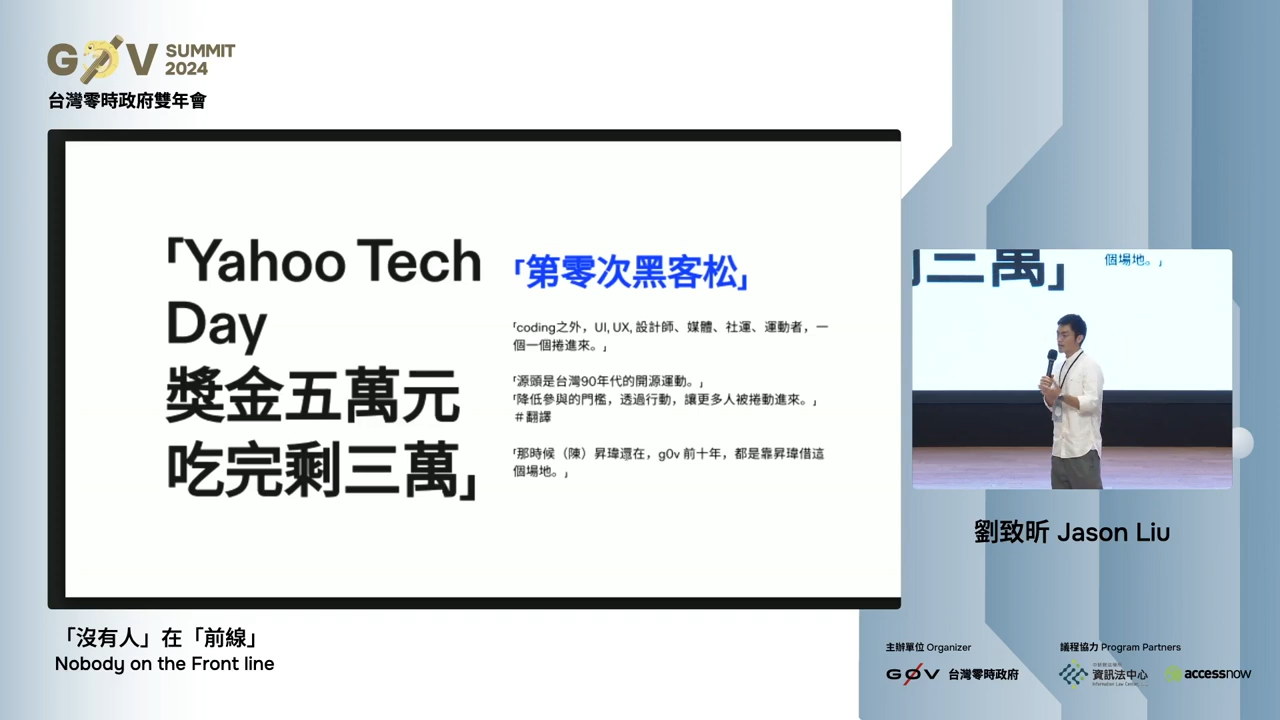 G0V SUMMIT 2024
台灣零時政府雙年會
「Yahoo Tech
Day
獎金五萬元
吃完剩三萬」
「第零次黑客松」
「coding之外，UI, UX, 設計師、媒體、社運、運動者，一
個一個捲進來。」
「源頭是台灣90年代的開源運動。」
「降低參與的門檻，透過行動，讓更多人被捲動進來。」
＃翻譯
「那時候（陳）昇瑋還在，g0v 前十年，都是靠昇瑋借這
個場地。」
三萬」
個場地。」
劉致昕 Jason Liu
「沒有人」在「前線」
Nobody on the Front line
主辦單位 Organizer
議程協力 Program Partners
G0V 台灣零時政府
資訊法中心
Information Law Center
accessnow